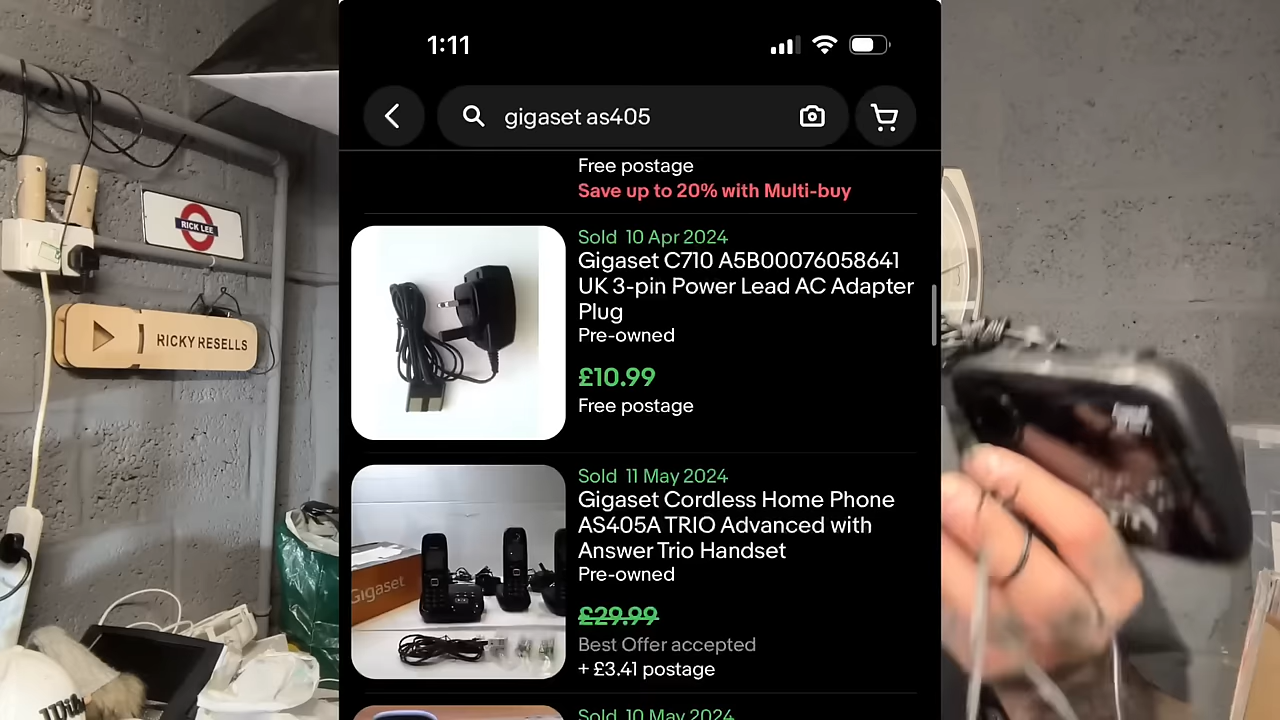 1:11
gigaset as405
Free postage
Save up to 20% with Multi-buy
Sold 10 Apr 2024
Gigaset C710 A5B00076058641
UK 3-pin Power Lead AC Adapter
Plug
Pre-owned
£10.99
Free postage
Sold 11 May 2024
Gigaset Cordless Home Phone
AS405A TRIO Advanced with
Answer Trio Handset
Pre-owned
£29.99
Best Offer accepted
+ £3.41 postage
Sold 10 May 2024
RICK LEE
RICKY RESELLS
Gigaset